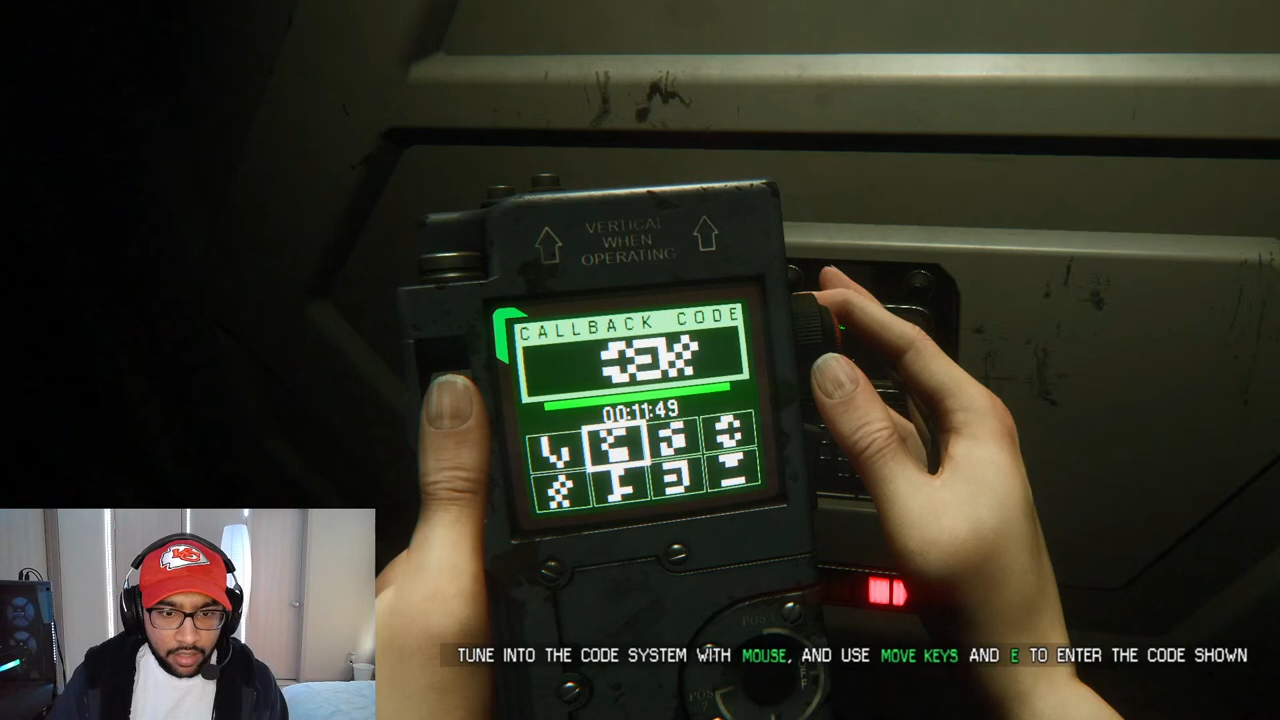 VERTICAL
WHEN
OPERATING
CALLBACK CODE
00:11:49
TUNE INTO THE CODE SYSTEM WITH MOUSE, AND USE MOVE KEYS AND E TO ENTER THE CODE SHOWN
KC